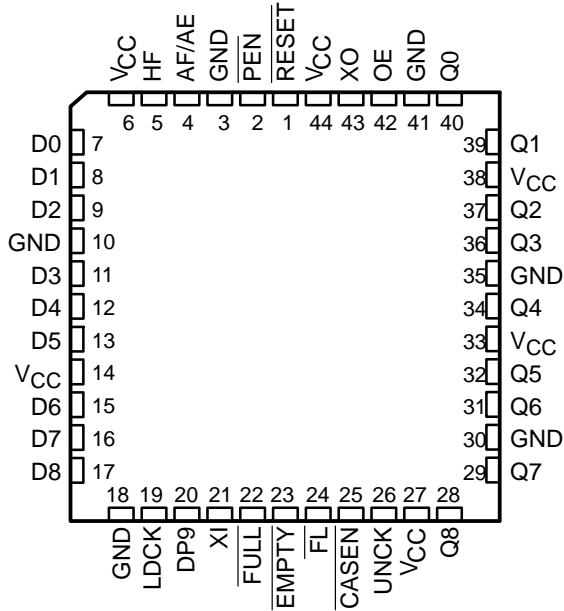 VCC
HF
AF/AE
GND
PEN
RESET
VCC
XO
OE
GND
Q0
6 5 4 3 2 1 44 43 42 41 40
D0 7
D1 8
D2 9
GND 10
D3 11
D4 12
D5 13
VCC 14
D6 15
D7 16
D8 17
39 Q1
38 VCC
37 Q2
36 Q3
35 GND
34 Q4
33 VCC
32 Q5
31 Q6
30 GND
29 Q7
18 19 20 21 22 23 24 25 26 27 28
GND
LDCK
DP9
XI
FULL
EMPTY
FL
CASEN
UNCK
VCC
Q8